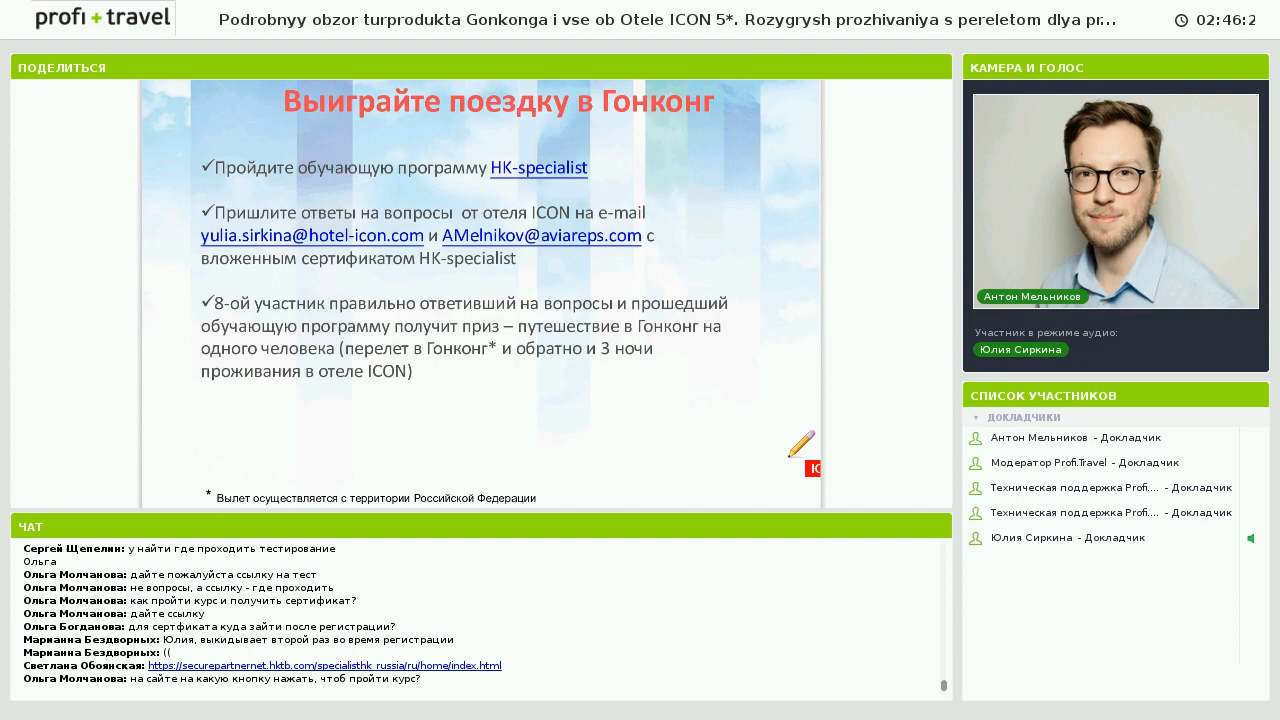 profi + travel
Podrobnyy obzor turprodukta Gonkonga i vse ob Otele ICON 5*. Rozygrysh prozhivaniya s pereletom dlya pr...
02:46:2
ПОДЕЛИТЬСЯ
Выиграйте поездку в Гонконг
✓Пройдите обучающую программу HK-specialist
✓Пришлите ответы на вопросы от отеля ICON на e-mail
yulia.sirkina@hotel-icon.com и AMelnikov@aviareps.com с
вложенным сертификатом HK-specialist
✓8-ой участник правильно ответивший на вопросы и прошедший
обучающую программу получит приз – путешествие в Гонконг на
одного человека (перелет в Гонконг* и обратно и 3 ночи
проживания в отеле ICON)
Ю
* Вылет осуществляется с территории Российской Федерации
ЧАТ
Сергей Щепелин: у найти где проходить тестирование
Ольга
Ольга Молчанова: дайте пожалуйста ссылку на тест
Ольга Молчанова: не вопросы, а ссылку - где проходить
Ольга Молчанова: как пройти курс и получить сертификат?
Ольга Молчанова: дайте ссылку
Ольга Богданова: для сертфиката куда зайти после регистрации?
Марианна Бездворных: Юлия, выкидывает второй раз во время регистрации
Марианна Бездворных: ((
Светлана Обоянская: https://securepartnernet.hktb.com/specialisthk_russia/ru/home/index.html
Ольга Молчанова: на сайте на какую кнопку нажать, чтоб пройти курс?
КАМЕРА И ГОЛОС
Антон Мельников
Участник в режиме аудио:
Юлия Сиркина
СПИСОК УЧАСТНИКОВ
ДОКЛАДЧИКИ
Антон Мельников - Докладчик
Модератор Profi.Travel - Докладчик
Техническая поддержка Profi.... - Докладчик
Техническая поддержка Profi.... - Докладчик
Юлия Сиркина - Докладчик